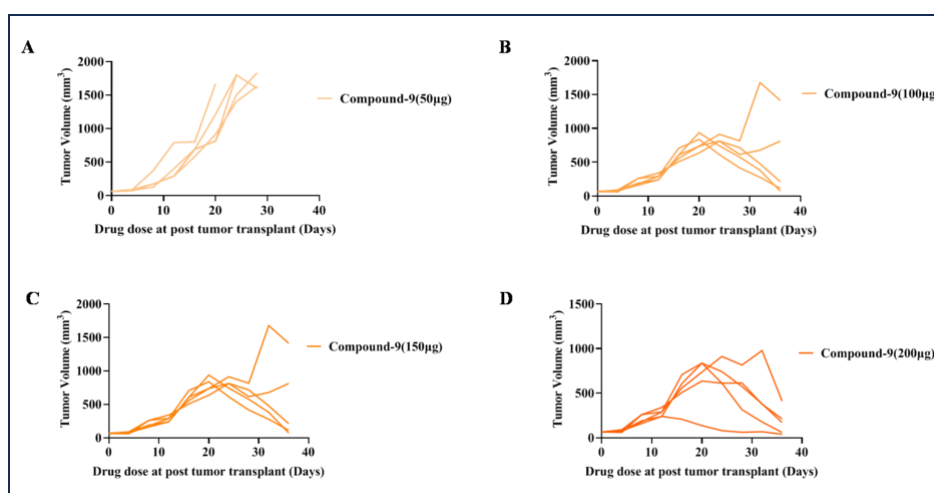 A
Tumor Volume (mm³)
2000
1500
1000
500
0
0 10 20 30 40
Drug dose at post tumor transplant (Days)
Compound-9(50μg)
B
Tumor Volume (mm³)
2000
1500
1000
500
0
0 10 20 30 40
Drug dose at post tumor transplant (Days)
Compound-9(100μg
C
Tumor Volume (mm³)
2000
1500
1000
500
0
0 10 20 30 40
Drug dose at post tumor transplant (Days)
Compound-9(150μg)
D
Tumor Volume (mm³)
1500
1000
500
0
0 10 20 30 40
Drug dose at post tumor transplant (Days)
Compound-9(200μg)